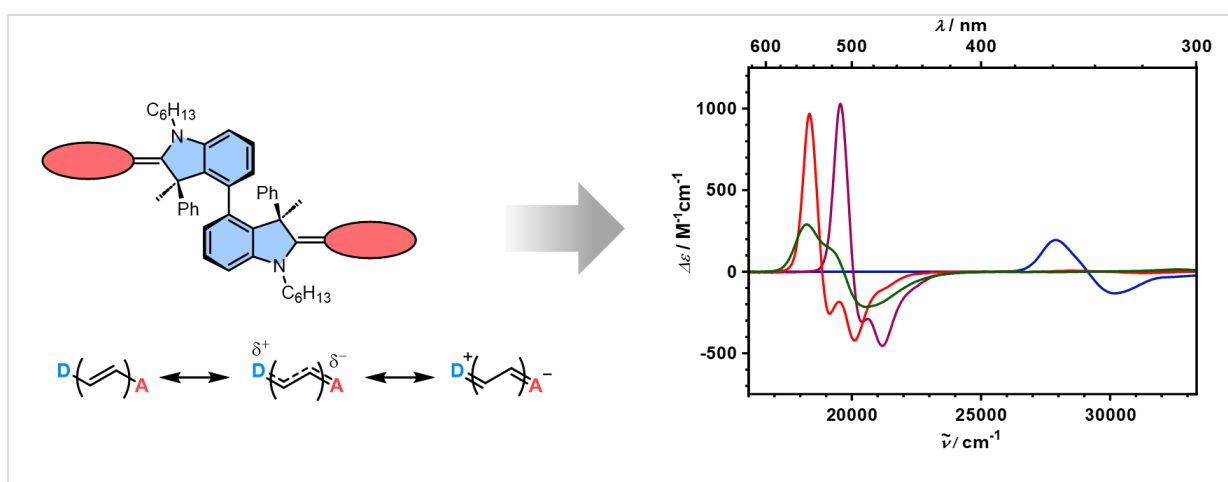 C₆H₁₃
N
Ph
Ph
N
C₆H₁₃
D A
δ⁺ δ⁻
D A
D⁺ A⁻
λ / nm
600 500 400 300
Δε / M⁻¹cm⁻¹
1000
500
0
-500
20000 25000 30000
ṽ / cm⁻¹